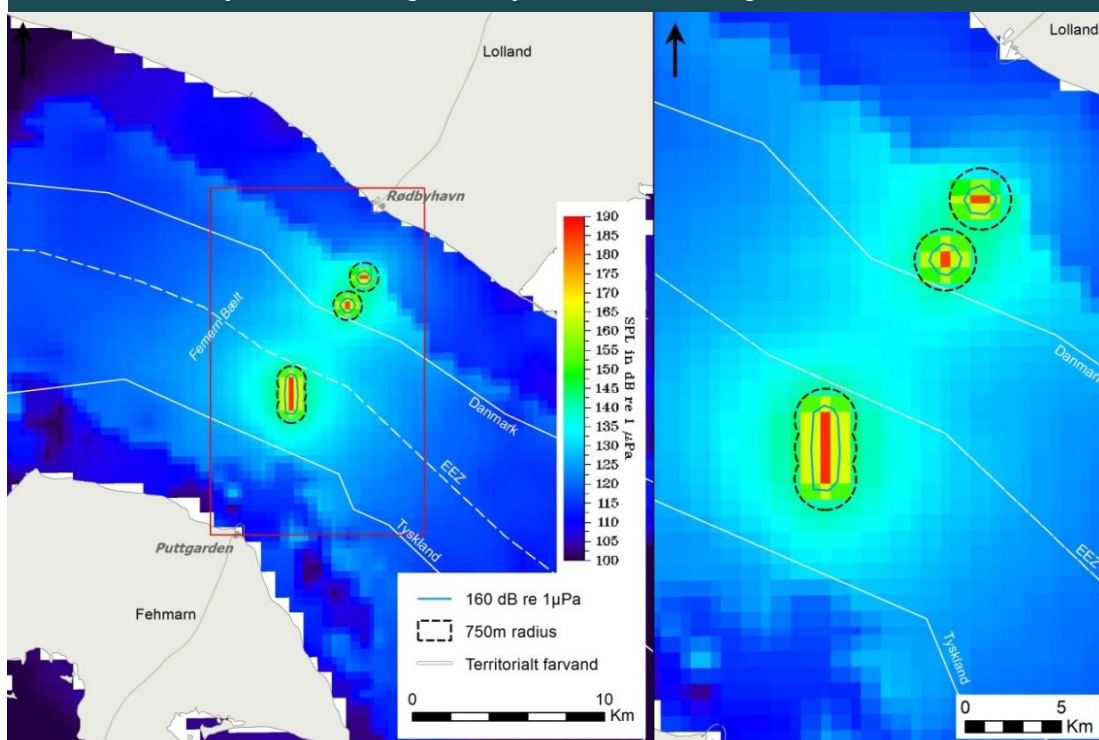 Lolland
Rødbyhavn
Femern Bælt
Danmark
EEZ
Tyskland
Puttgarden
Fehmarn
190
185
180
175
170
165
160
155
150
145
140
135
130
125
120
115
110
105
100
SPL in dB re 1 μPa
160 dB re 1µPa
750m radius
Territorialt farvand
0 10
Km
Lolland
Danmark
EEZ
Tyskland
0 5
Km